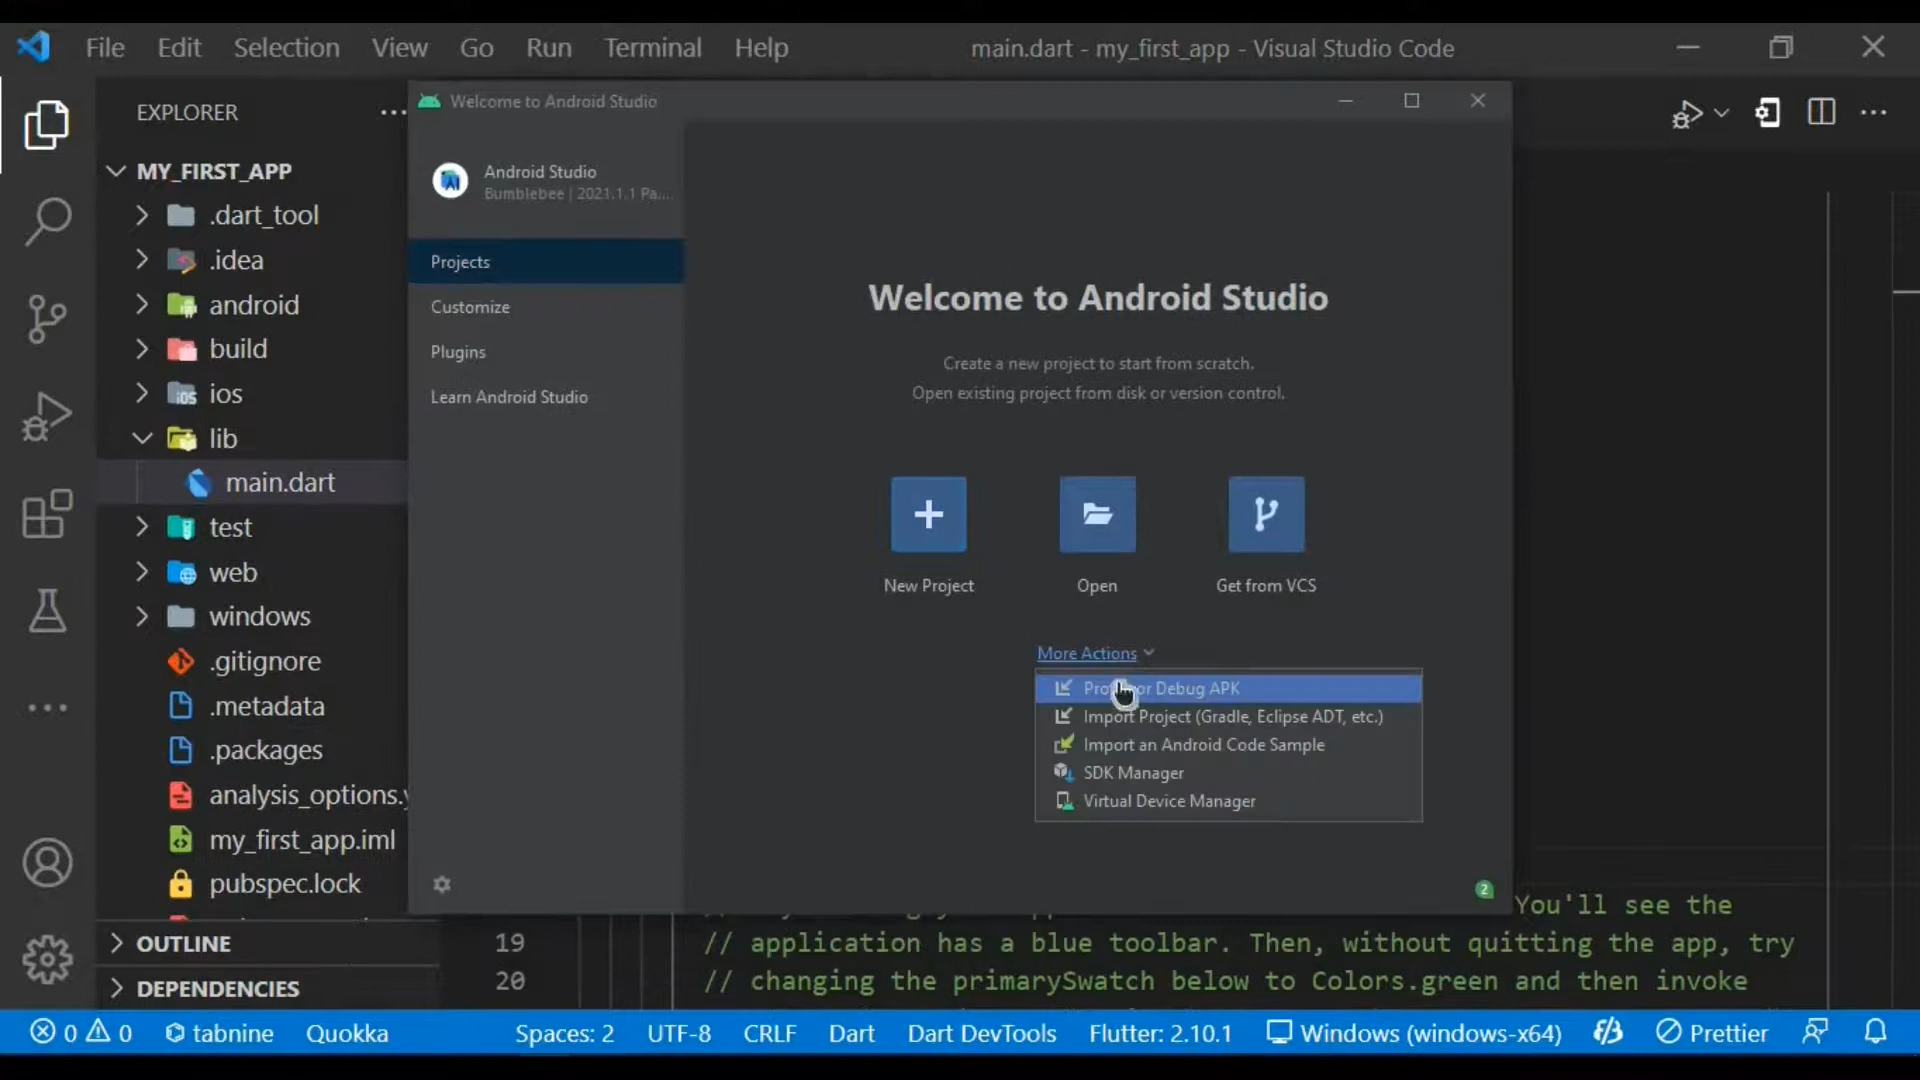 File Edit Selection View Go Run Terminal Help
main.dart - my_first_app - Visual Studio Code
EXPLORER
MY_FIRST_APP
.dart_tool
.idea
android
build
ios
lib
main.dart
test
web
windows
.gitignore
.metadata
.packages
analysis_options.
my_first_app.iml
pubspec.lock
OUTLINE
DEPENDENCIES
Welcome to Android Studio
Android Studio
Bumblebee | 2021.1.1 Pa...
Projects
Customize
Plugins
Learn Android Studio
Welcome to Android Studio
Create a new project to start from scratch.
Open existing project from disk or version control.
New Project Open Get from VCS
More Actions
or Debug APK
Import Project (Gradle, Eclipse ADT, etc.)
Import an Android Code Sample
SDK Manager
Virtual Device Manager
2
You'll see the
19 // application has a blue toolbar. Then, without quitting the app, try
20 // changing the primarySwatch below to Colors.green and then invoke
0 0 tabnine Quokka Spaces: 2 UTF-8 CRLF Dart Dart DevTools Flutter: 2.10.1 Windows (windows-x64) Prettier